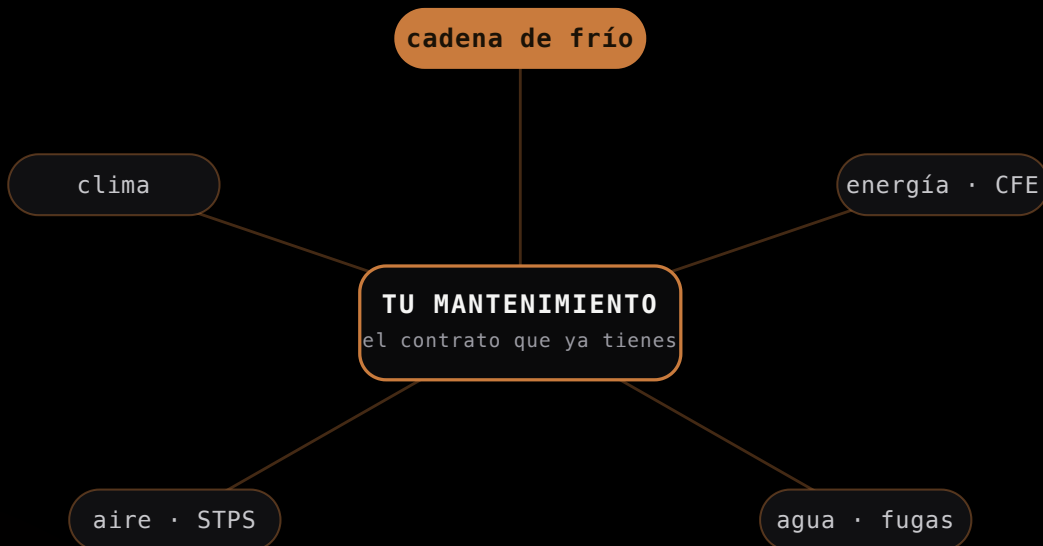 cadena de frío
clima
energía · CFE
TU MANTENIMIENTO
el contrato que ya tienes
aire · STPS
agua · fugas